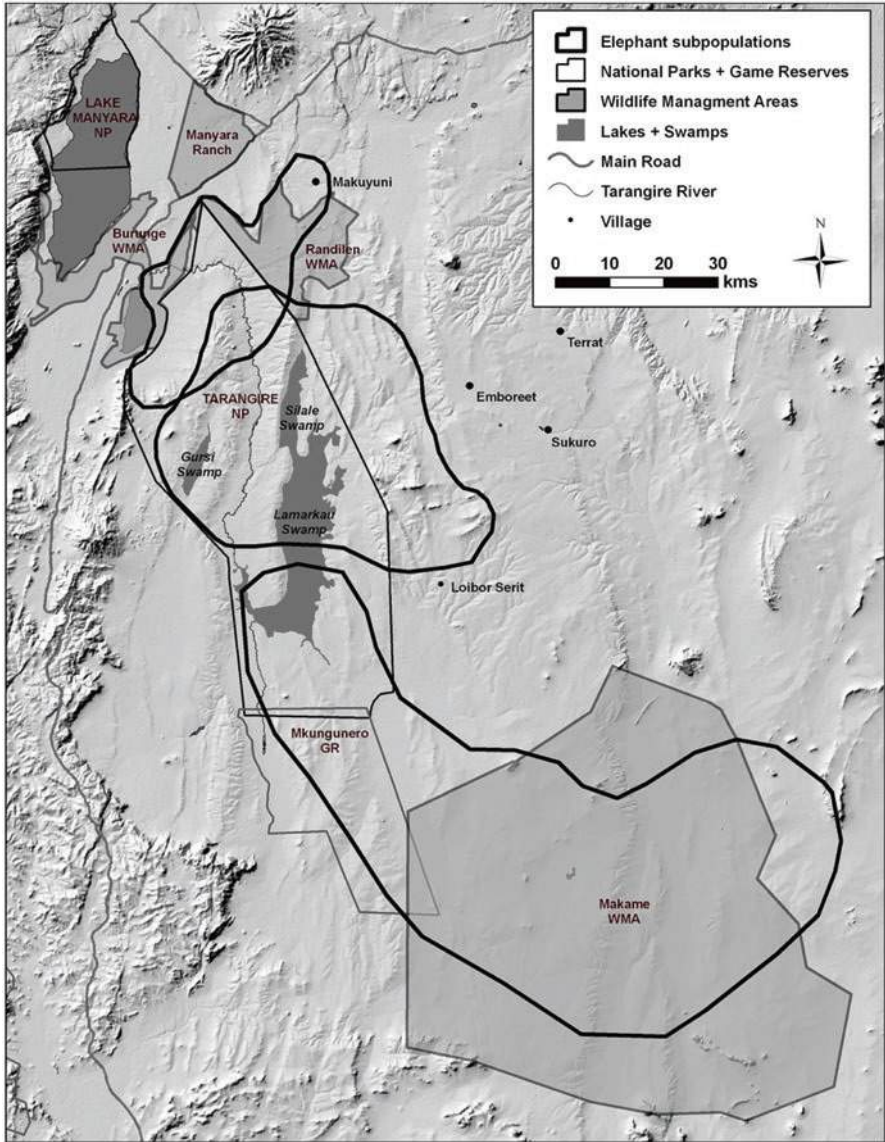 Elephant subpopulations
National Parks + Game Reserves
Wildlife Managment Areas
Lakes + Swamps
Main Road
Tarangire River
Village
N
0 10 20 30
kms
LAKE
MANYARA
NP
Manyara
Ranch
Makuyuni
Burunge
WMA
Randilen
WMA
Terrat
Emboreet
TARANGIRE
NP
Silale
Swamp
Sukuro
Gursi
Swamp
Lamarkau
Swamp
Loibor Serit
Mkungunero
GR
Makame
WMA